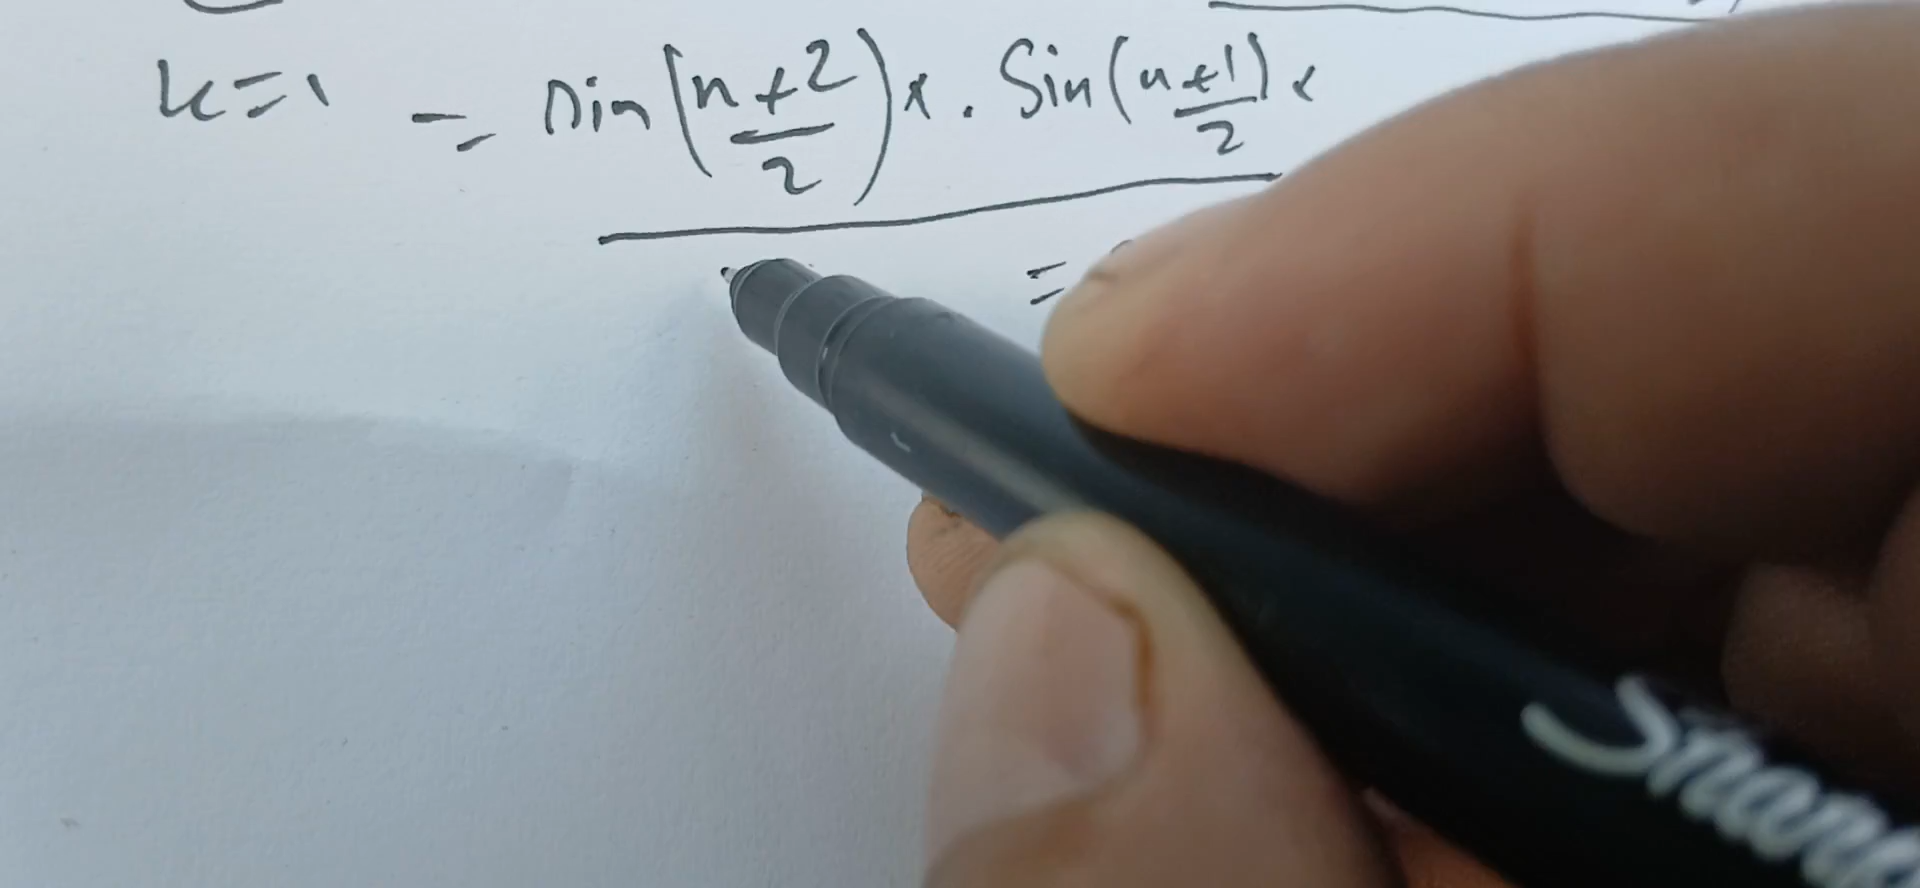 k=1 = Sin(n+2/2)x . Sin(n+1/2)x
=